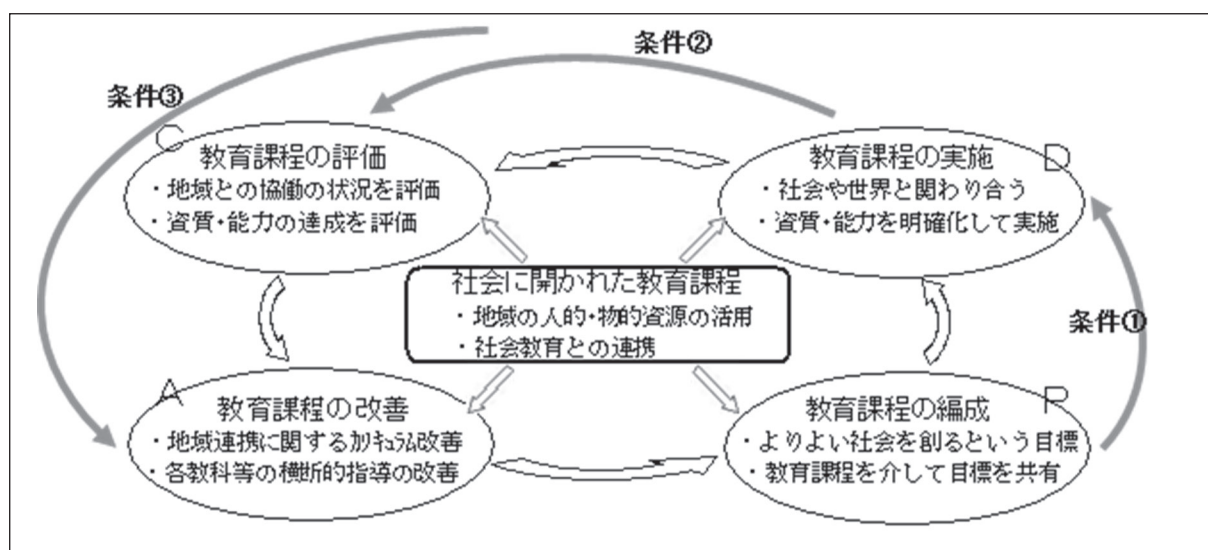 条件②
条件③
C
教育課程の評価
・地域との協働の状況を評価
・資質・能力の達成を評価
教育課程の実施
D
・社会や世界と関わり合う
・資質・能力を明確化して実施
社会に開かれた教育課程
・地域の人的・物的資源の活用
・社会教育との連携
条件①
A
教育課程の改善
・地域連携に関するカリキュラム改善
・各教科等の横断的指導の改善
教育課程の編成
P
・よりよい社会を創るという目標
・教育課程を介して目標を共有